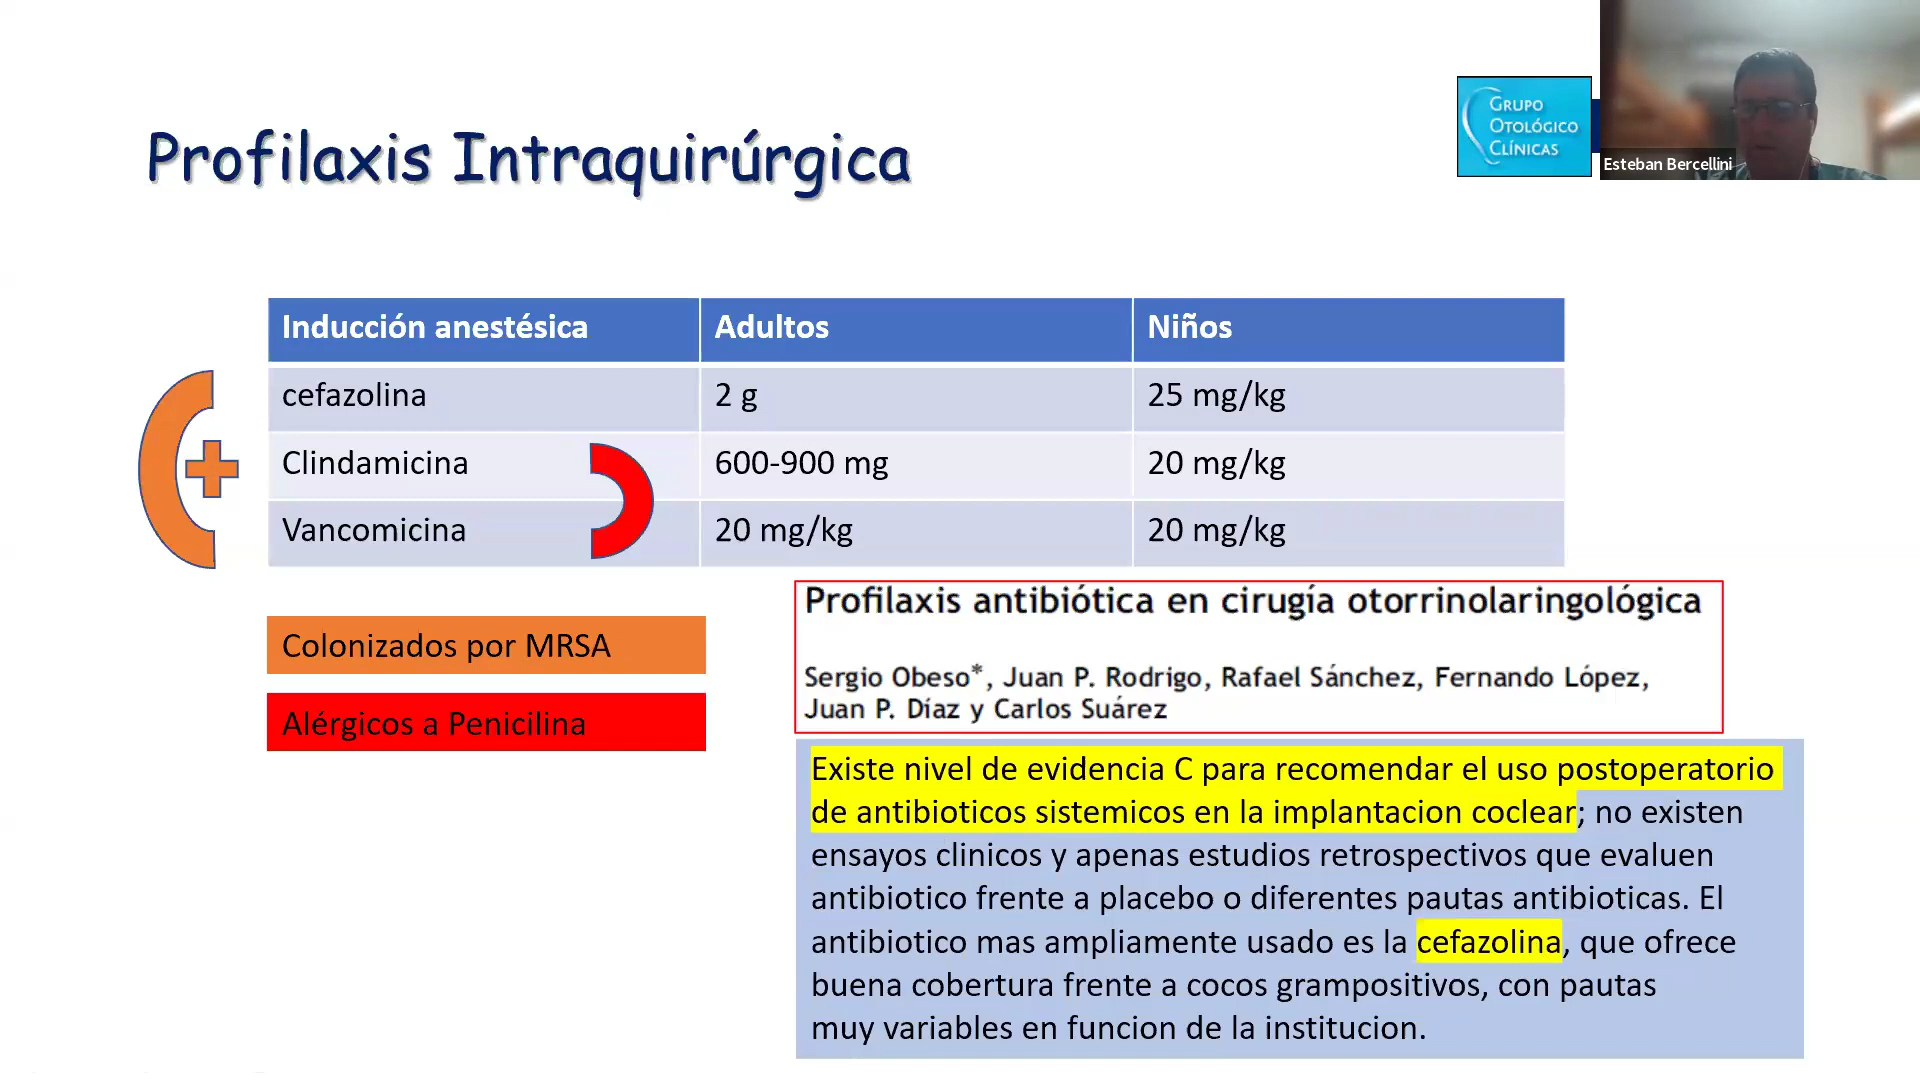 GRUPO
OTOLÓGICO
CLÍNICAS
Esteban Bercellini
Profilaxis Intraquirúrgica
Inducción anestésica Adultos Niños
cefazolina 2 g 25 mg/kg
Clindamicina 600-900 mg 20 mg/kg
Vancomicina 20 mg/kg 20 mg/kg
Colonizados por MRSA
Alérgicos a Penicilina
Profilaxis antibiótica en cirugía otorrinolaringológica
Sergio Obeso*, Juan P. Rodrigo, Rafael Sánchez, Fernando López,
Juan P. Díaz y Carlos Suárez
Existe nivel de evidencia C para recomendar el uso postoperatorio
de antibioticos sistemicos en la implantacion coclear; no existen
ensayos clinicos y apenas estudios retrospectivos que evaluen
antibiotico frente a placebo o diferentes pautas antibioticas. El
antibiotico mas ampliamente usado es la cefazolina, que ofrece
buena cobertura frente a cocos grampositivos, con pautas
muy variables en funcion de la institucion.